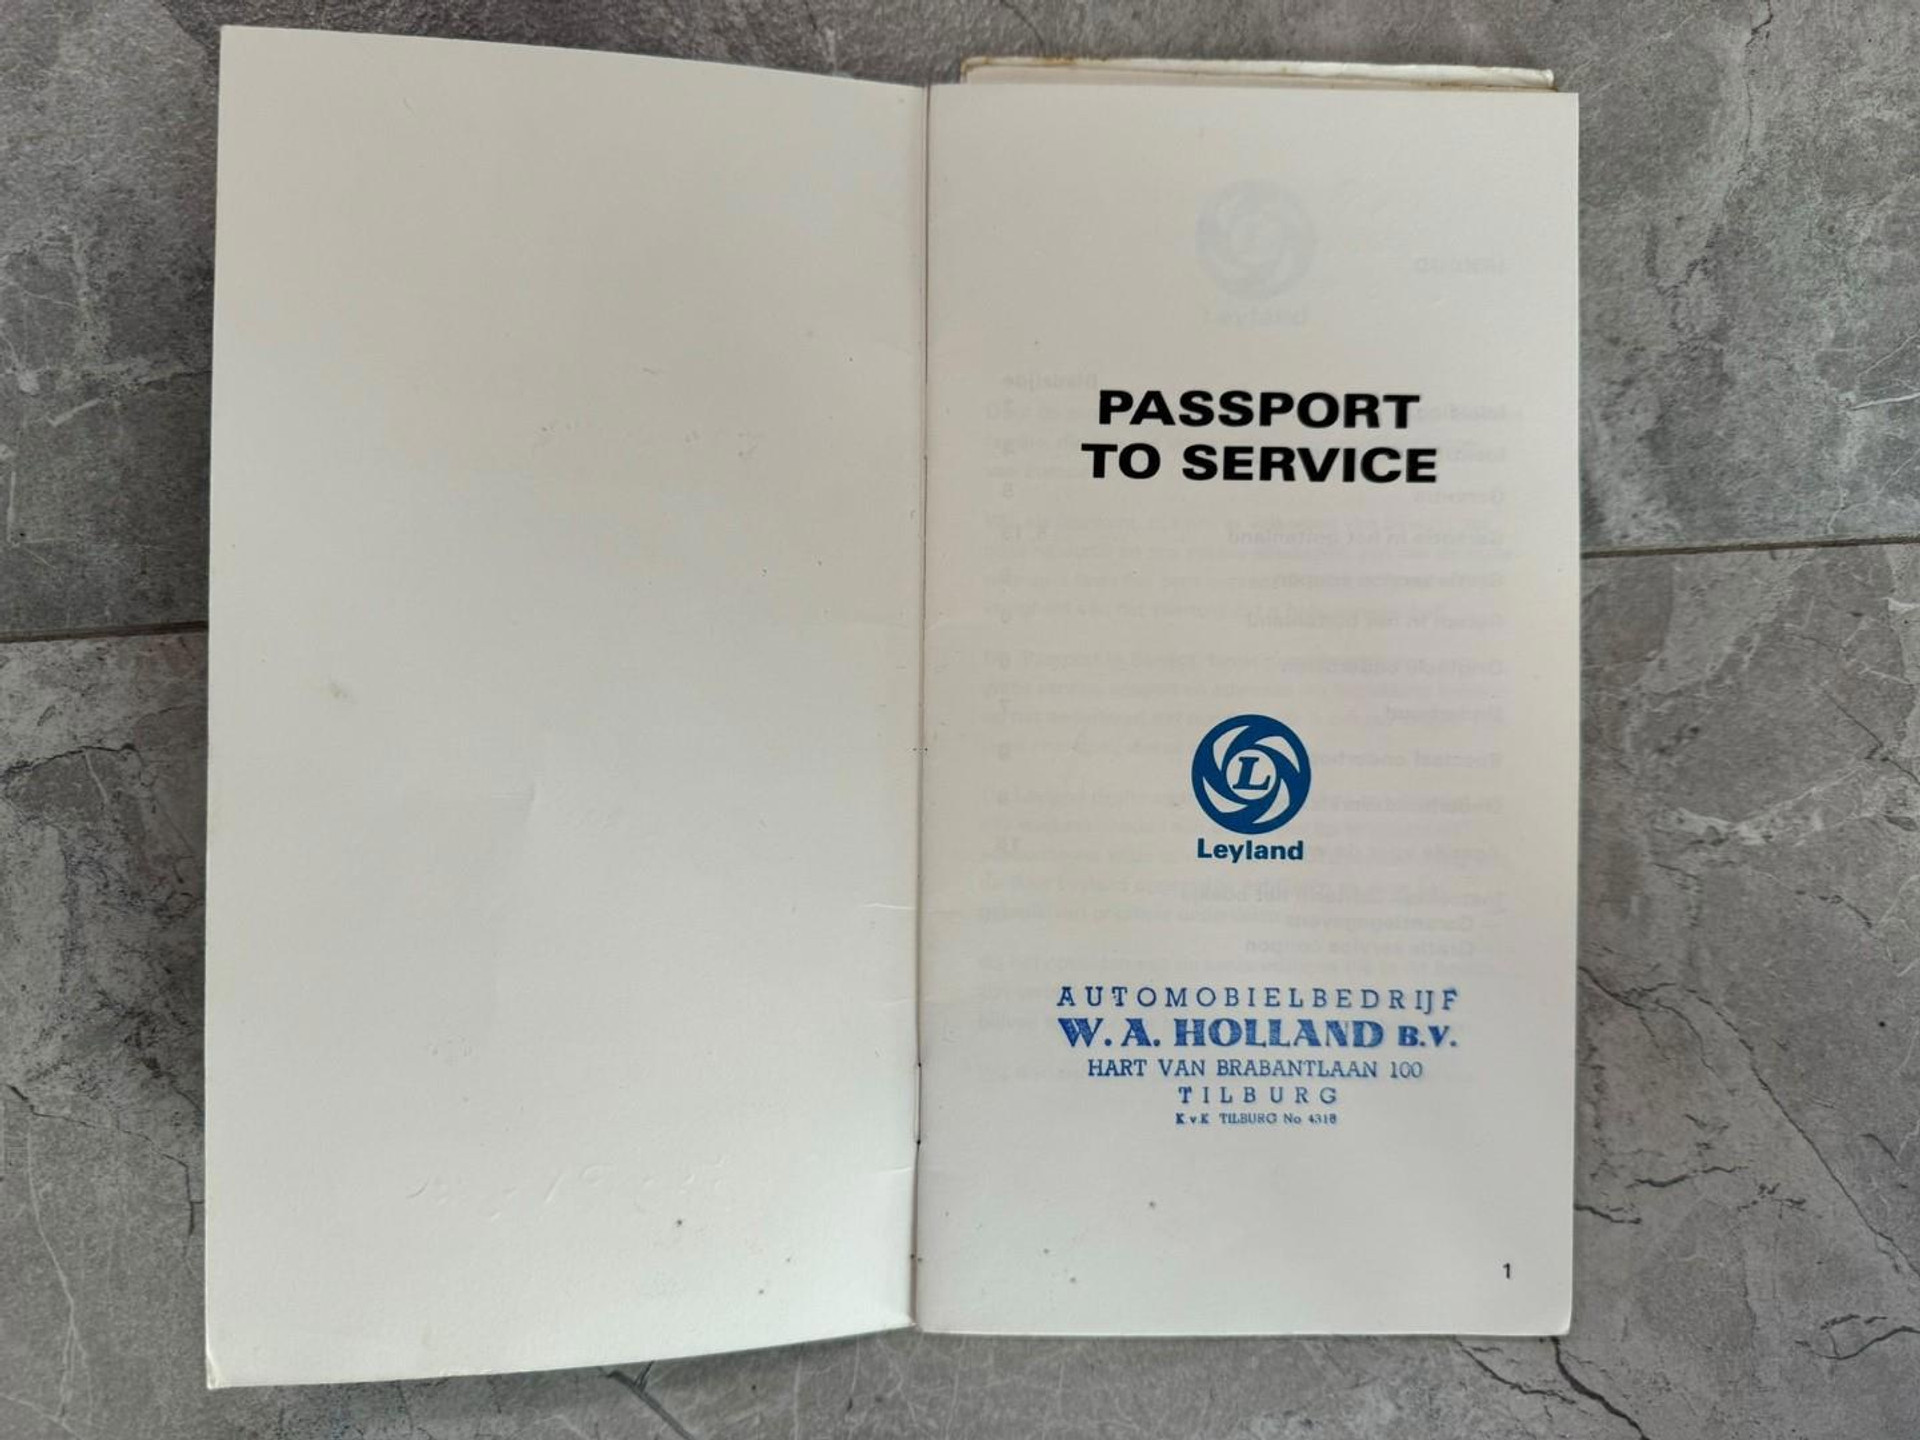 PASSPORT
TO SERVICE
L
Leyland
AUTOMOBIELBEDRIJF
W. A. HOLLAND B.V.
HART VAN BRABANTLAAN 100
TILBURG
K.v.K TILBURG No 4318
1